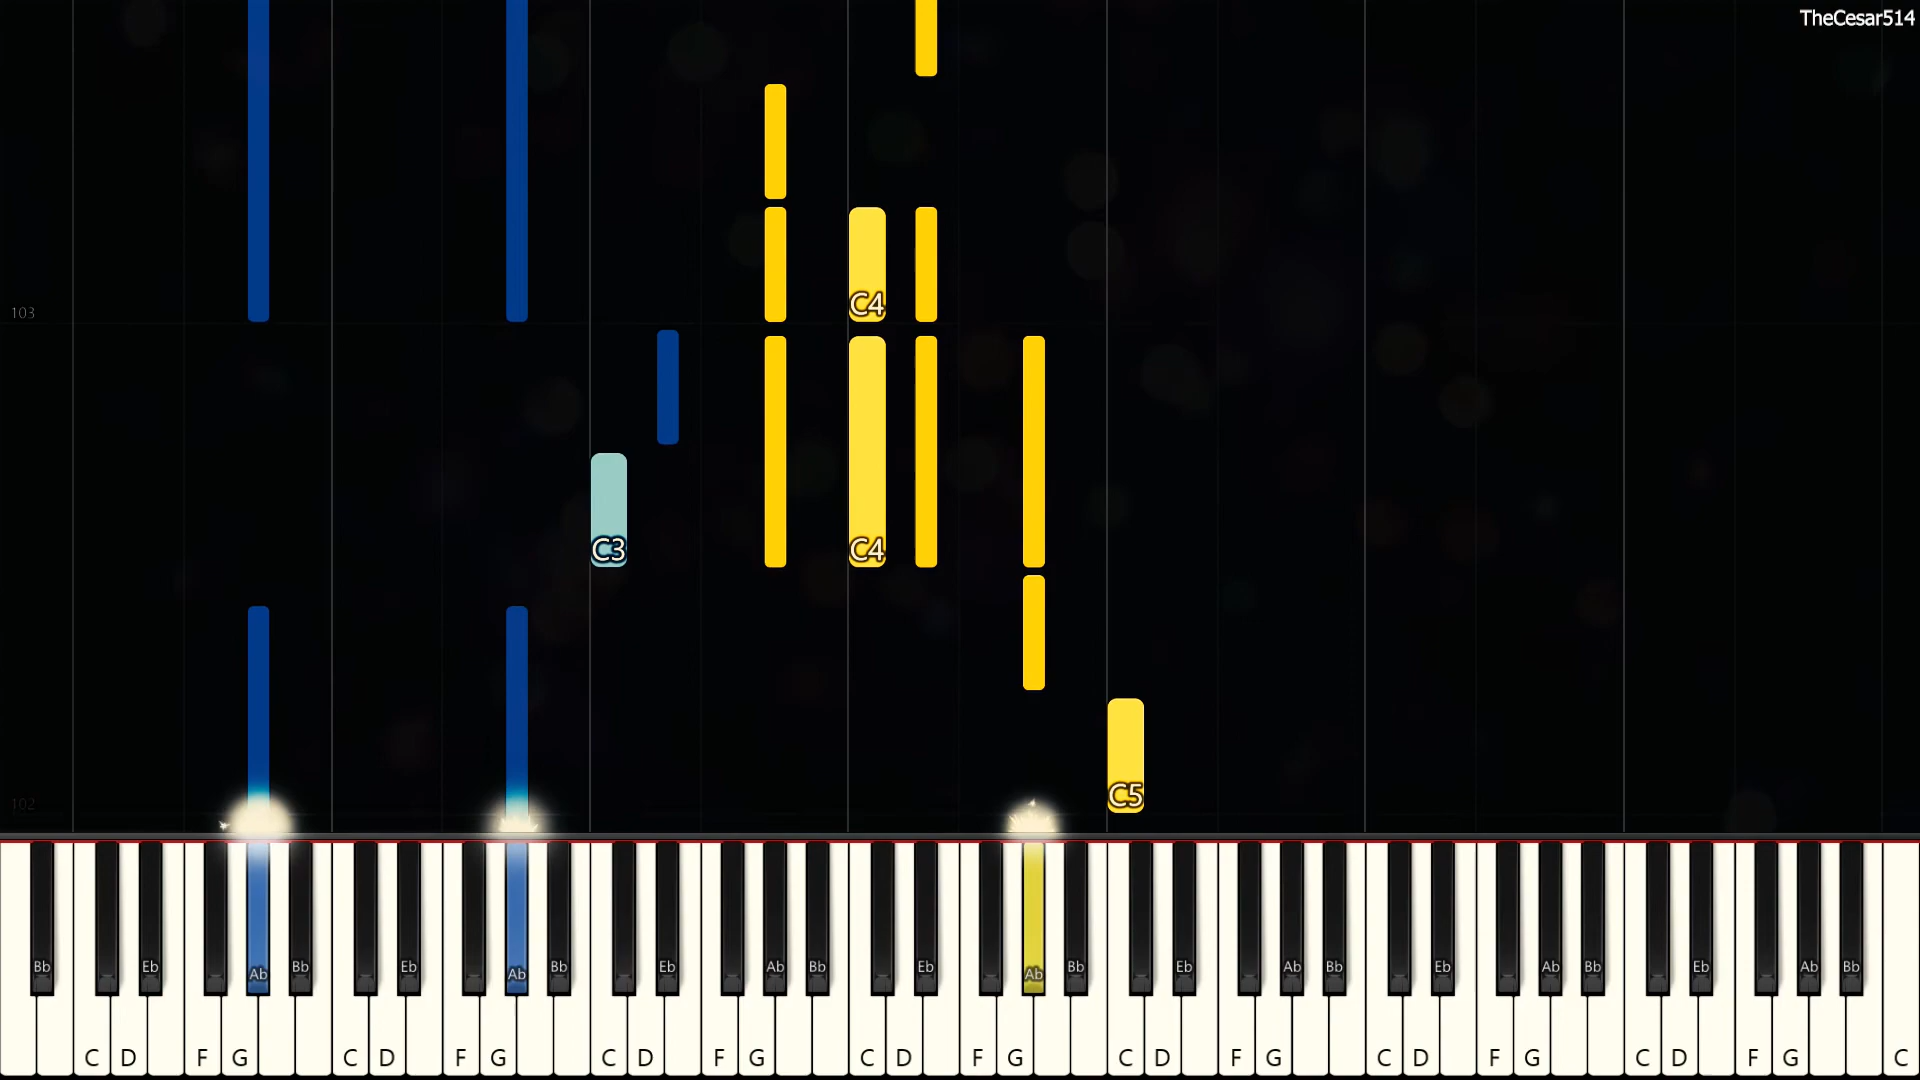 TheCesar514
103
C4
C3 C4
102
C5
Bb Eb Ab Bb Eb Ab Bb Eb Ab Bb Eb Ab Bb Eb Ab Bb Eb Ab Bb Eb Ab Bb
C D F G C D F G C D F G C D F G C D F G C D F G C D F G C